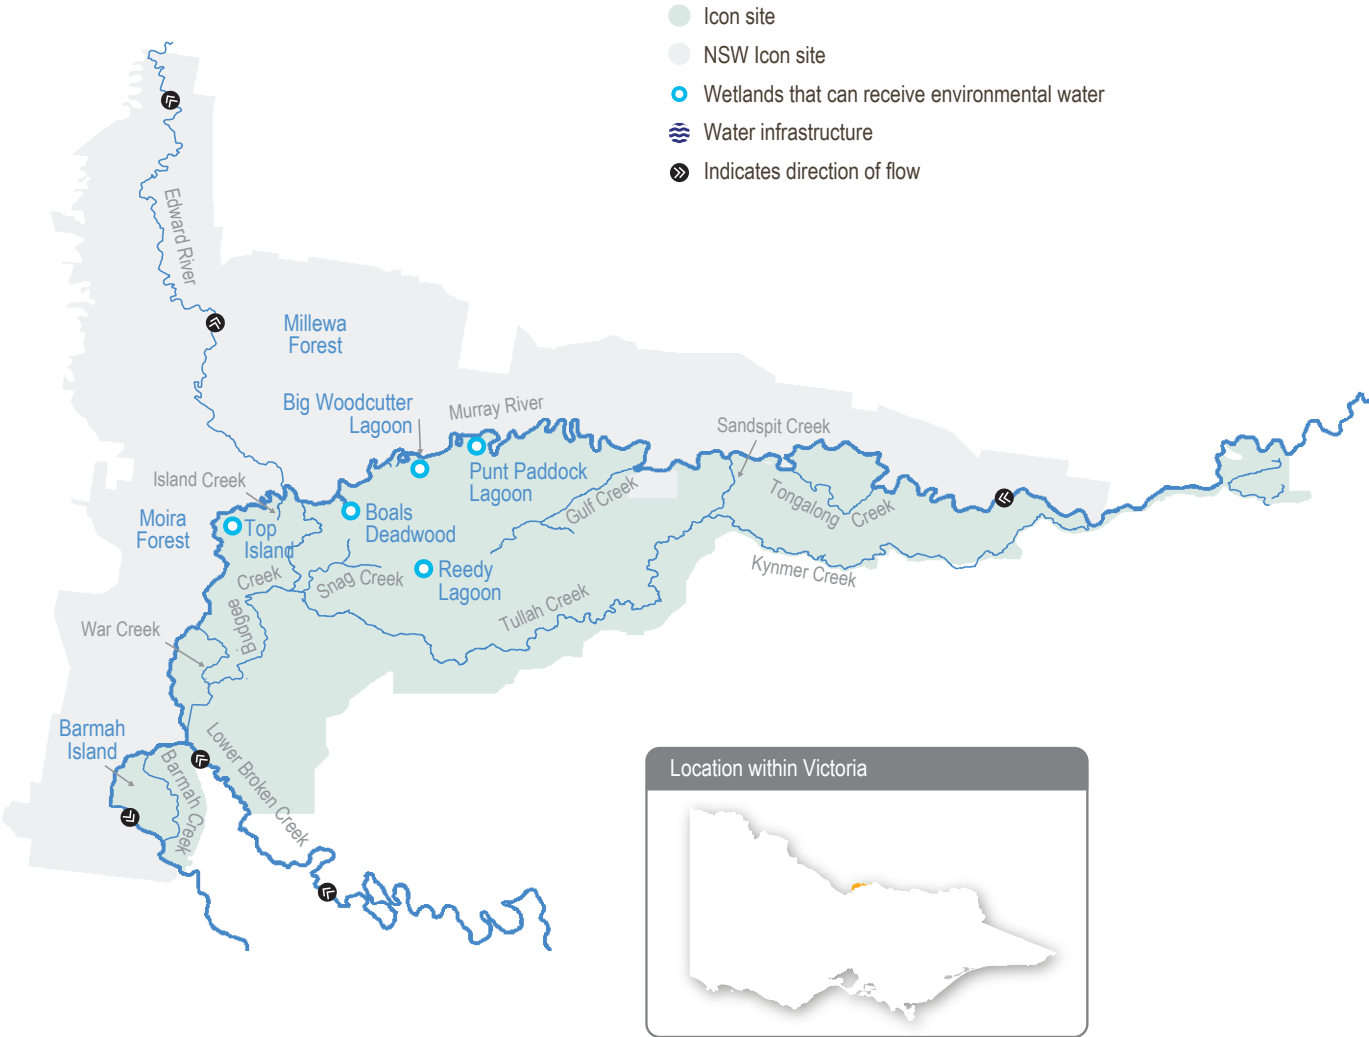 Icon site
NSW Icon site
Wetlands that can receive environmental water
Water infrastructure
Indicates direction of flow
Edward River
Millewa
Forest
Big Woodcutter
Lagoon
Murray River
Sandspit Creek
Island Creek
Punt Paddock
Lagoon
Gulf Creek
Tongalong
Creek
Moira
Forest
Top
Island
Boals
Deadwood
Reedy
Lagoon
Kynmer Creek
Creek
Snag Creek
Tullah Creek
Budgee
War Creek
Barmah
Island
Barmah Creek
Lower Broken Creek
Location within Victoria